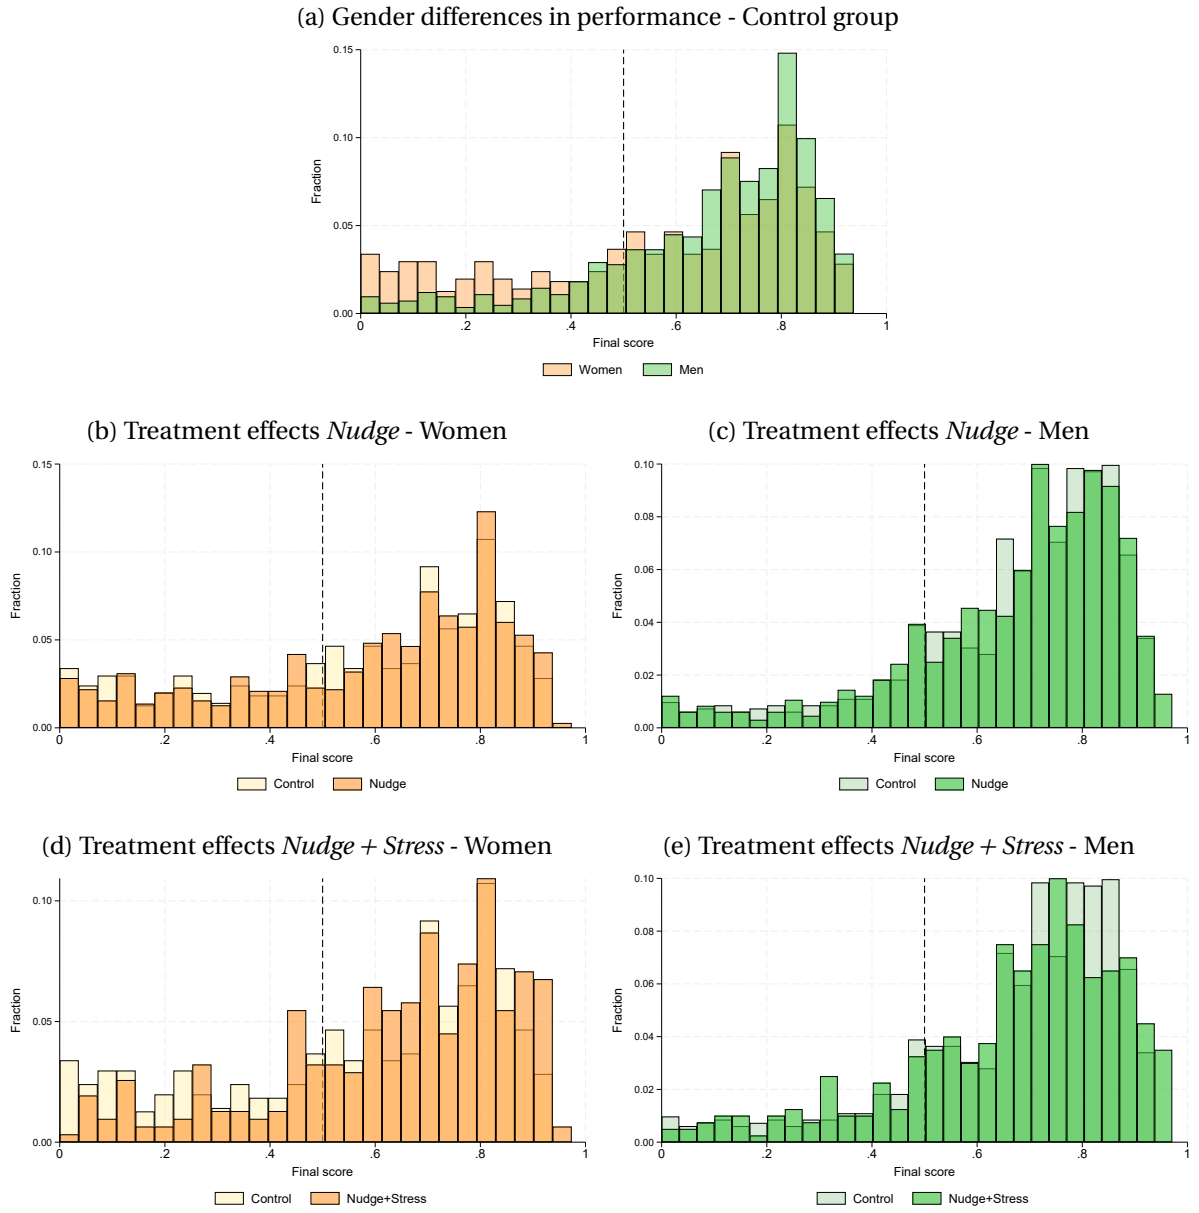 (a) Gender differences in performance - Control group
0.15
0.10
0.05
0.00
Fraction
0 .2 .4 .6 .8 1
Final score
Women Men
(b) Treatment effects Nudge - Women
0.15
0.10
0.05
0.00
Fraction
0 .2 .4 .6 .8 1
Final score
Control Nudge
(c) Treatment effects Nudge - Men
0.10
0.08
0.06
0.04
0.02
0.00
Fraction
0 .2 .4 .6 .8 1
Final score
Control Nudge
(d) Treatment effects Nudge + Stress - Women
0.10
0.05
0.00
Fraction
0 .2 .4 .6 .8 1
Final score
Control Nudge+Stress
(e) Treatment effects Nudge + Stress - Men
0.10
0.08
0.06
0.04
0.02
0.00
Fraction
0 .2 .4 .6 .8 1
Final score
Control Nudge+Stress